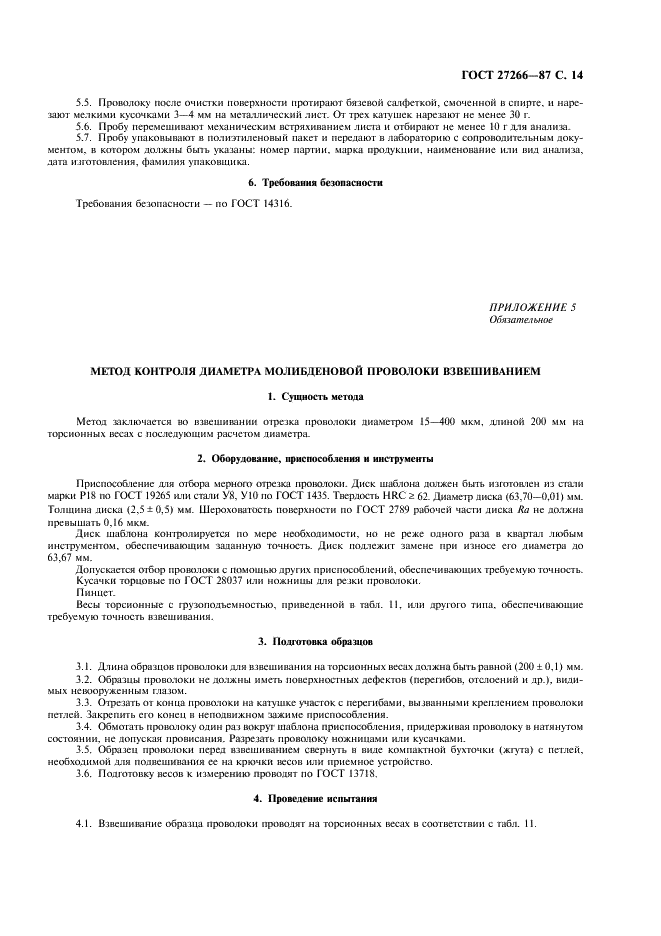 ГОСТ 27266—87 С. 14
5.5. Проволоку после очистки поверхности протирают бязевой салфеткой, смоченной в спирте, и наре-
зают мелкими кусочками 3—4 мм на металлический лист. От трех катушек нарезают не менее 30 г.
5.6. Пробу перемешивают механическим встряхиванием листа и отбирают не менее 10 г для анализа.
5.7. Пробу упаковывают в полиэтиленовый пакет и передают в лабораторию с сопроводительным доку-
ментом, в котором должны быть указаны: номер партии, марка продукции, наименование или вид анализа,
дата изготовления, фамилия упаковщика.
6. Требования безопасности
Требования безопасности — по ГОСТ 14316.
ПРИЛОЖЕНИЕ 5
Обязательное
МЕТОД КОНТРОЛЯ ДИАМЕТРА МОЛИБДЕНОВОЙ ПРОВОЛОКИ ВЗВЕШИВАНИЕМ
1. Сущность метода
Метод заключается во взвешивании отрезка проволоки диаметром 15—400 мкм, длиной 200 мм на
торсионных весах с последующим расчетом диаметра.
2. Оборудование, приспособления и инструменты
Приспособление для отбора мерного отрезка проволоки. Диск шаблона должен быть изготовлен из стали
марки Р18 по ГОСТ 19265 или стали У8, У10 по ГОСТ 1435. Твердость HRC ≥ 62. Диаметр диска (63,70—0,01) мм.
Толщина диска (2,5 ± 0,5) мм. Шероховатость поверхности по ГОСТ 2789 рабочей части диска Ra не должна
превышать 0,16 мкм.
Диск шаблона контролируется по мере необходимости, но не реже одного раза в квартал любым
инструментом, обеспечивающим заданную точность. Диск подлежит замене при износе его диаметра до
63,67 мм.
Допускается отбор проволоки с помощью других приспособлений, обеспечивающих требуемую точность.
Кусачки торцовые по ГОСТ 28037 или ножницы для резки проволоки.
Пинцет.
Весы торсионные с грузоподъемностью, приведенной в табл. 11, или другого типа, обеспечивающие
требуемую точность взвешивания.
3. Подготовка образцов
3.1. Длина образцов проволоки для взвешивания на торсионных весах должна быть равной (200 ± 0,1) мм.
3.2. Образцы проволоки не должны иметь поверхностных дефектов (перегибов, отслоений и др.), види-
мых невооруженным глазом.
3.3. Отрезать от конца проволоки на катушке участок с перегибами, вызванными креплением проволоки
петлей. Закрепить его конец в неподвижном зажиме приспособления.
3.4. Обмотать проволоку один раз вокруг шаблона приспособления, придерживая проволоку в натянутом
состоянии, не допуская провисания. Разрезать проволоку ножницами или кусачками.
3.5. Образец проволоки перед взвешиванием свернуть в виде компактной бухточки (жгута) с петлей,
необходимой для подвешивания ее на крючки весов или приемное устройство.
3.6. Подготовку весов к измерению проводят по ГОСТ 13718.
4. Проведение испытания
4.1. Взвешивание образца проволоки проводят на торсионных весах в соответствии с табл. 11.